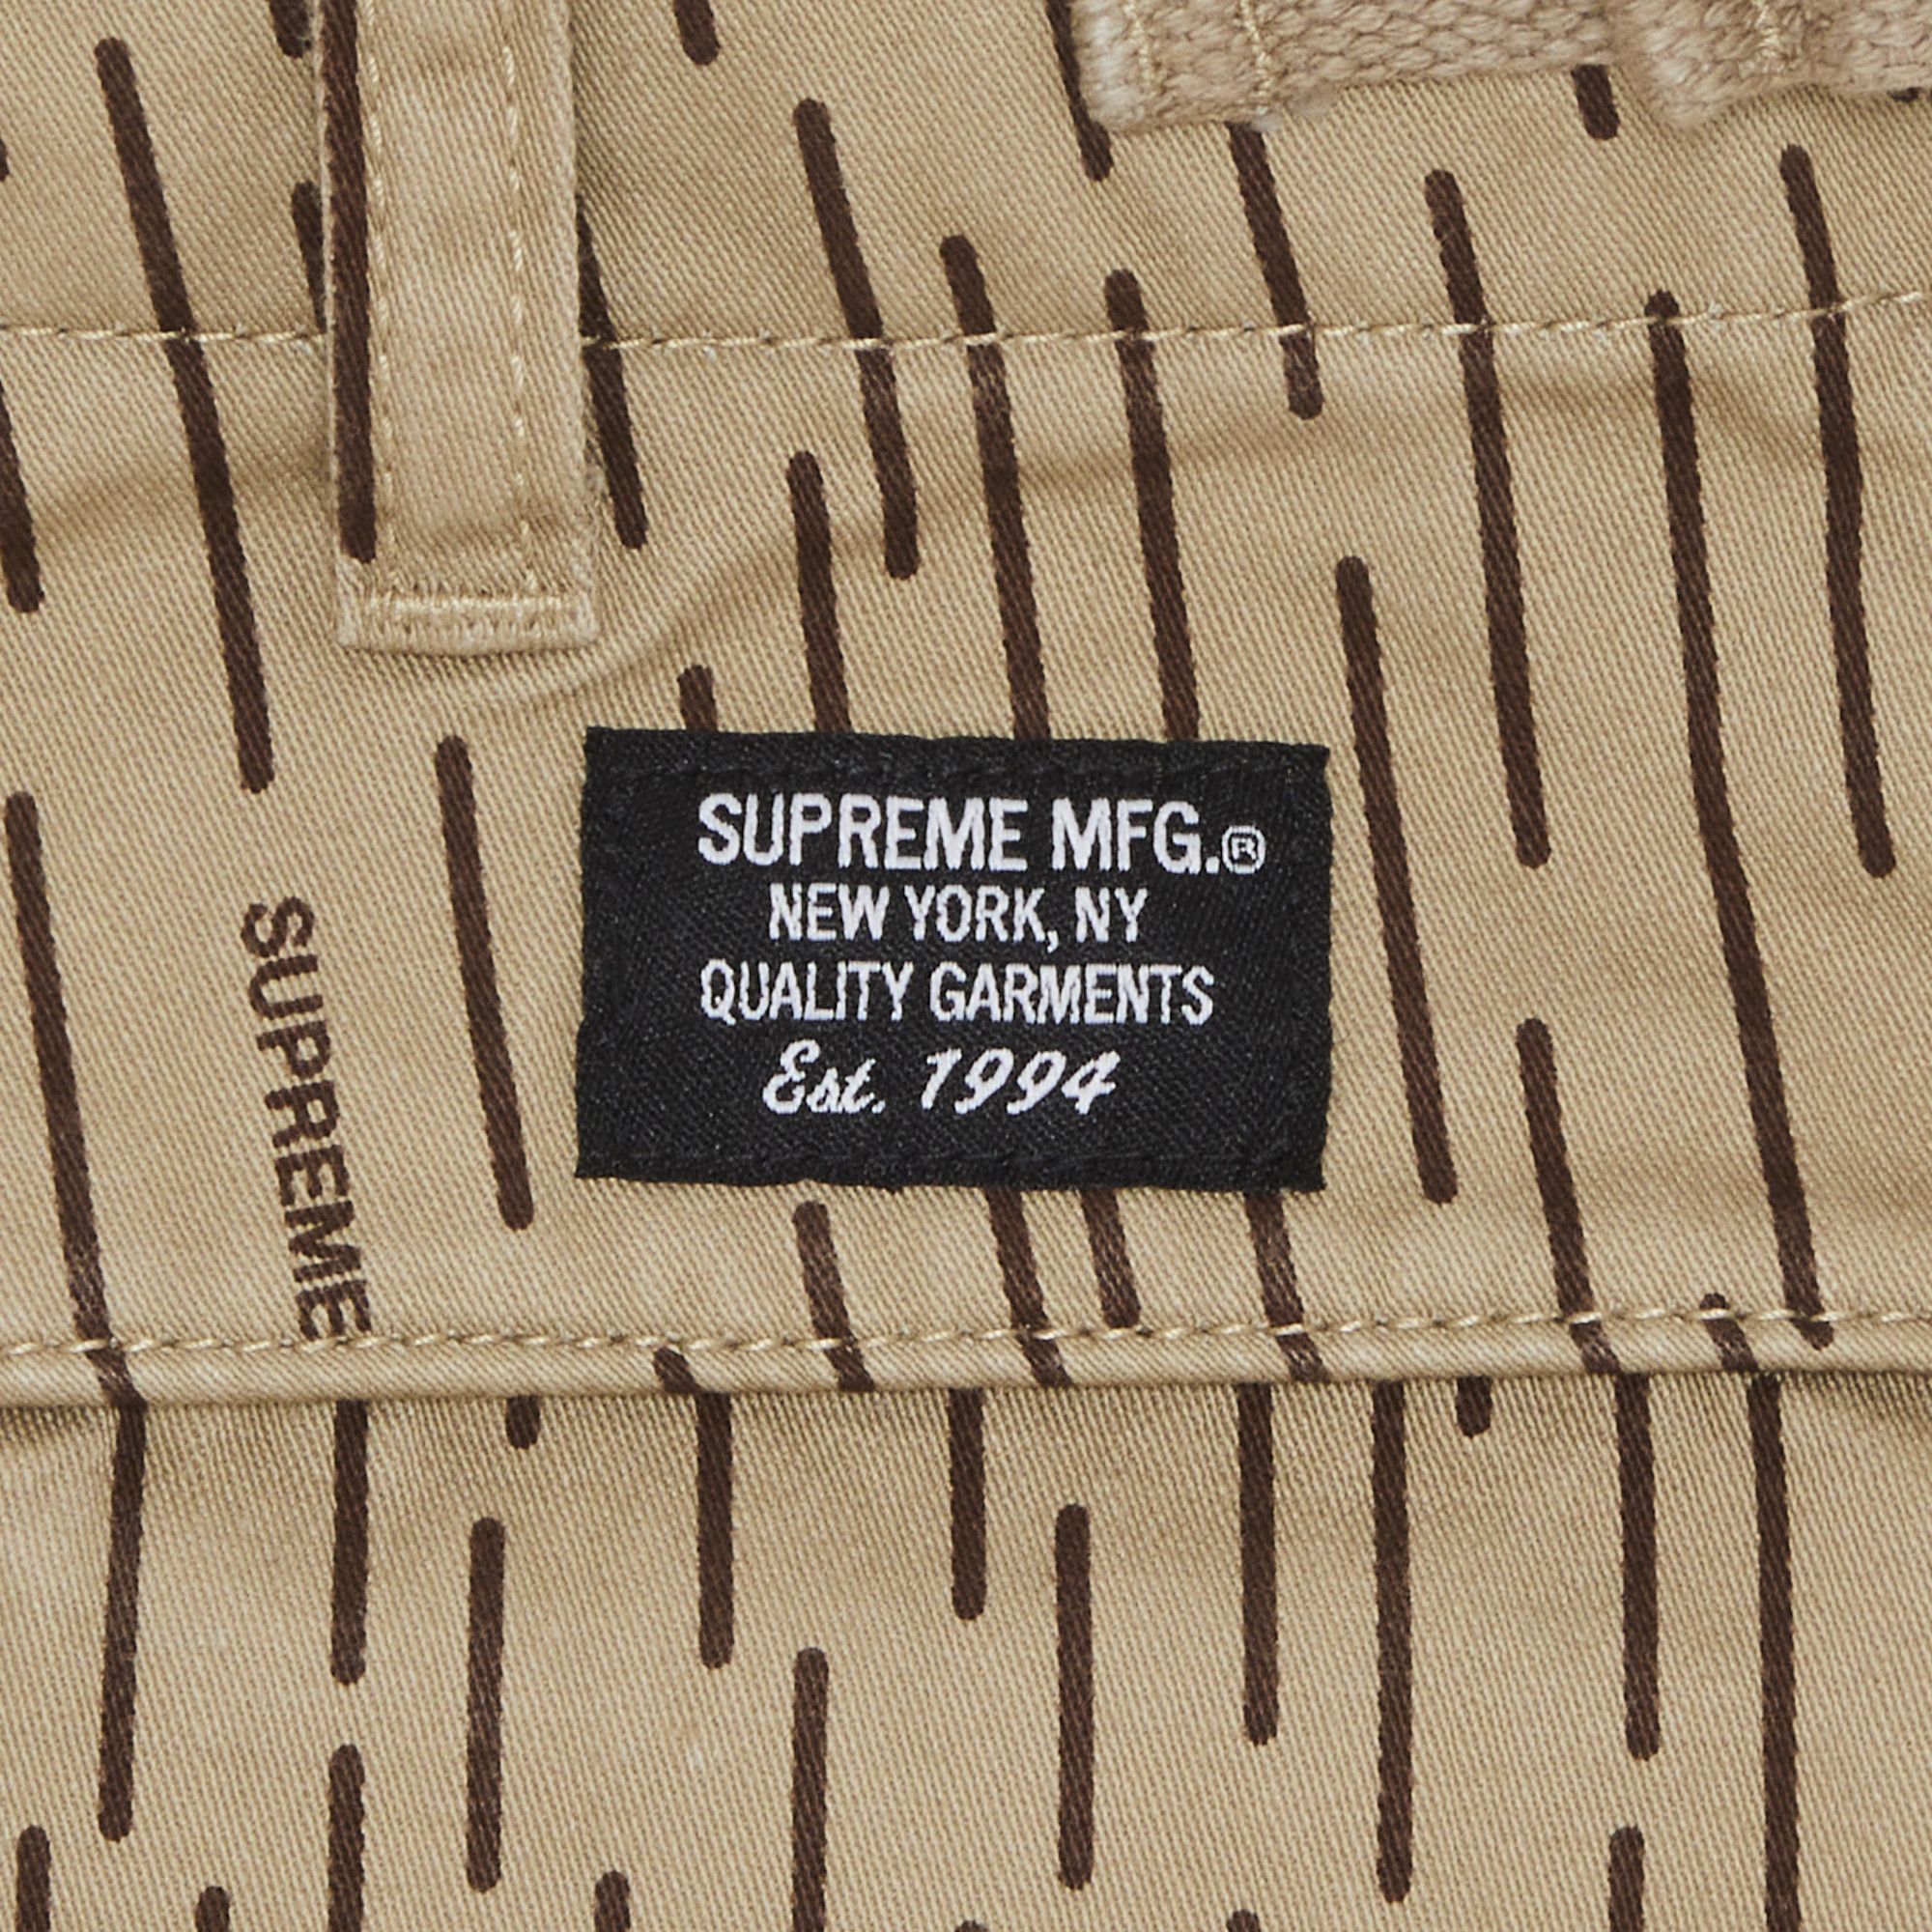 SUPREME MFG.®
NEW YORK, NY
QUALITY GARMENTS
Est. 1994
SUPREME